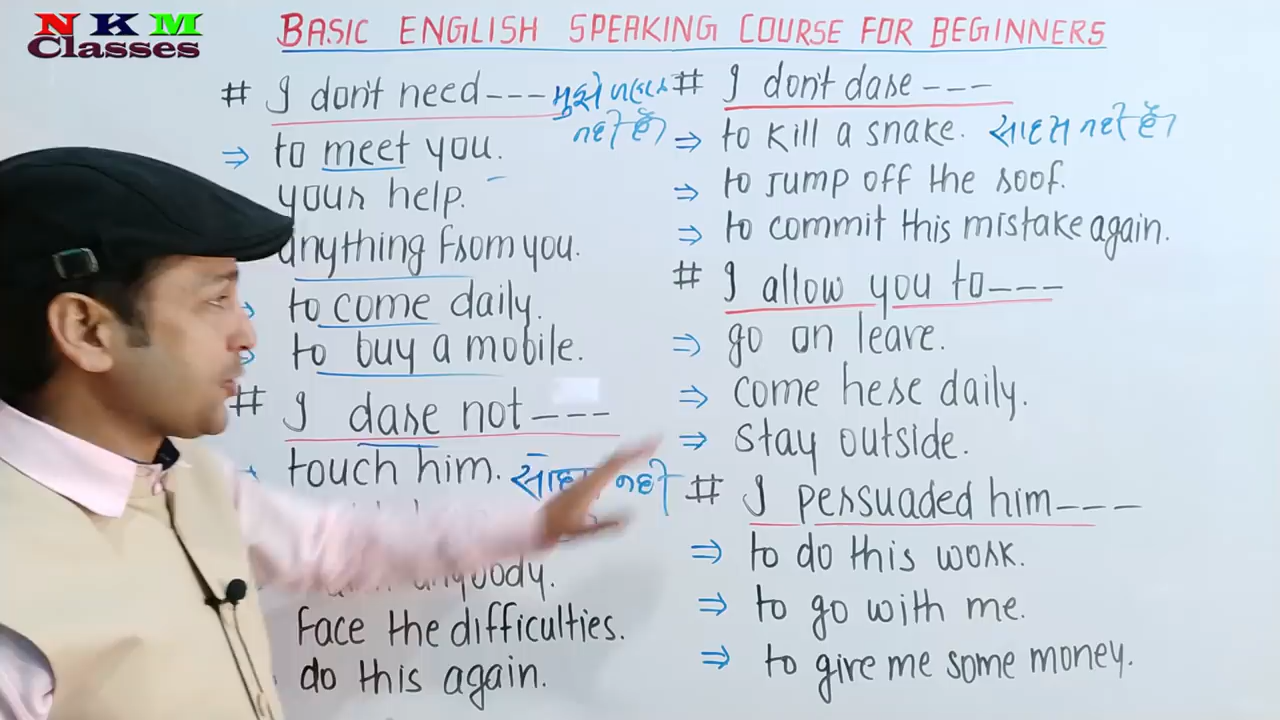 NKM
Classes
BASIC ENGLISH SPEAKING COURSE FOR BEGINNERS
# I don't need---
नहीं है
⇒ to meet you.
your help.
anything from you.
to come daily.
to buy a mobile.
# I dare not---
touch him. साहस नहीं
anybody.
Face the difficulties.
do this again.
# I don't dare---
⇒ to kill a snake. साहस नहीं है
⇒ to jump off the roof.
⇒ to commit this mistake again.
# I allow you to---
⇒ go on leave.
⇒ come here daily.
⇒ stay outside.
# I persuaded him---
⇒ to do this work.
⇒ to go with me.
⇒ to give me some money.